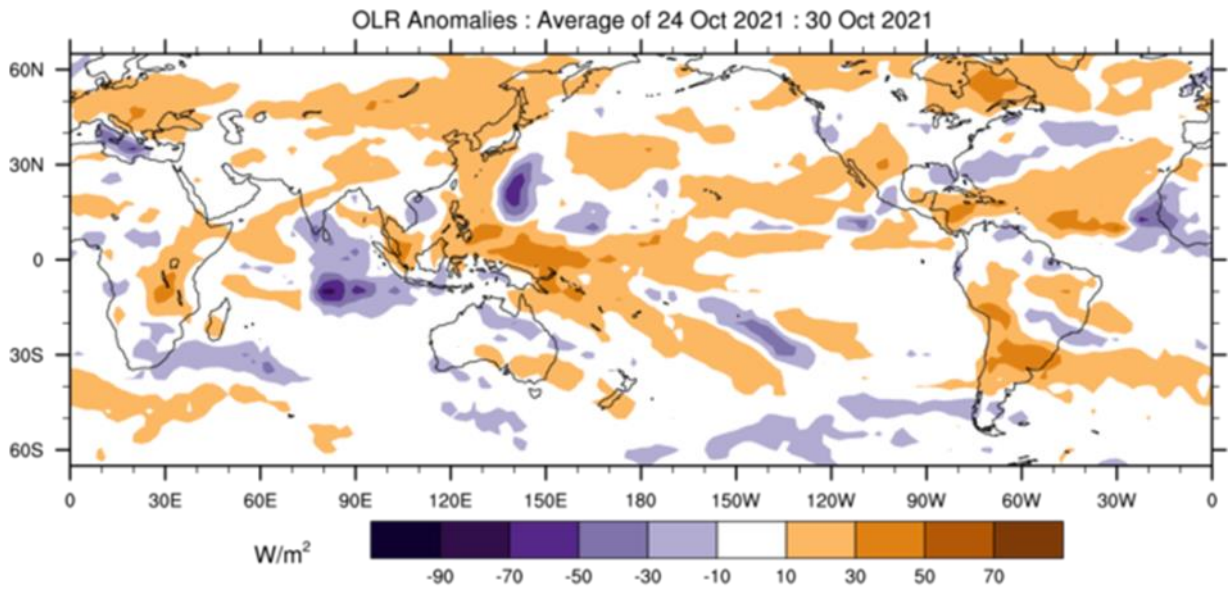 OLR Anomalies : Average of 24 Oct 2021 : 30 Oct 2021
60N
30N
0
30S
60S
0 30E 60E 90E 120E 150E 180 150W 120W 90W 60W 30W 0
W/m²
-90 -70 -50 -30 -10 10 30 50 70